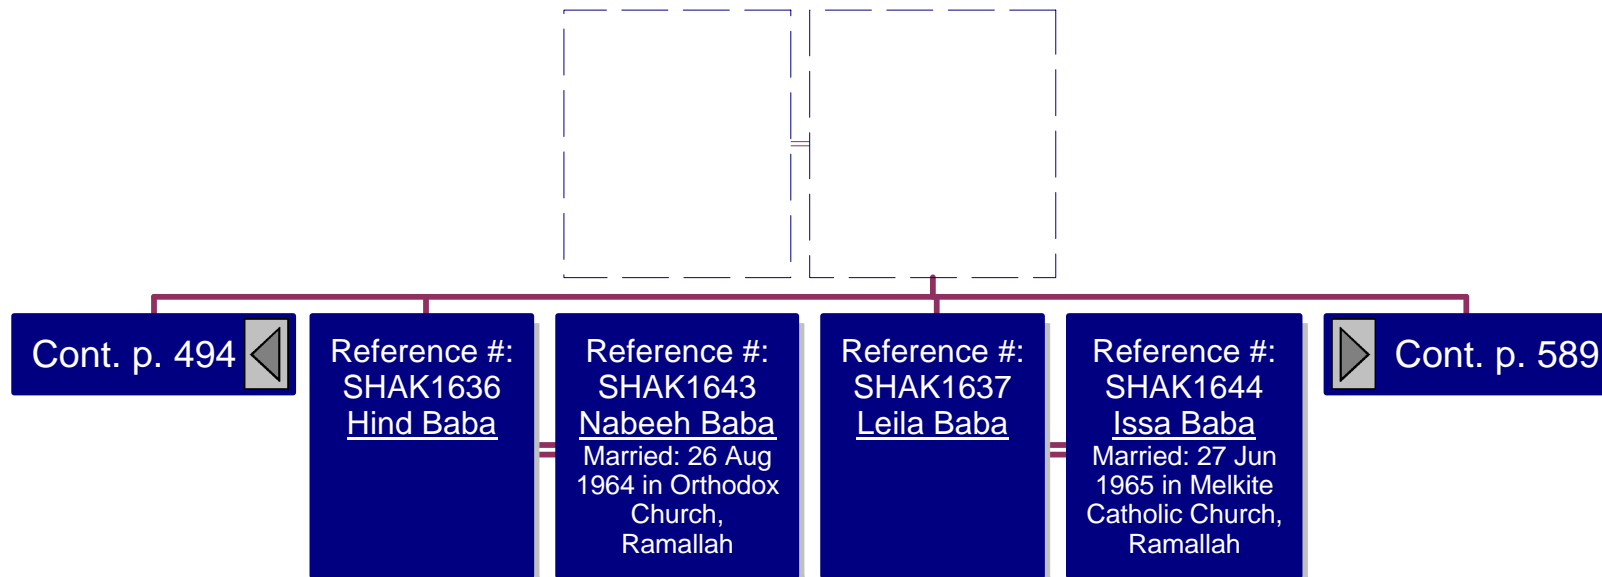 Cont. p. 494
Reference #:
SHAK1636
Hind Baba
Reference #:
SHAK1643
Nabeeh Baba
Married: 26 Aug
1964 in Orthodox
Church,
Ramallah
Reference #:
SHAK1637
Leila Baba
Reference #:
SHAK1644
Issa Baba
Married: 27 Jun
1965 in Melkite
Catholic Church,
Ramallah
Cont. p. 589